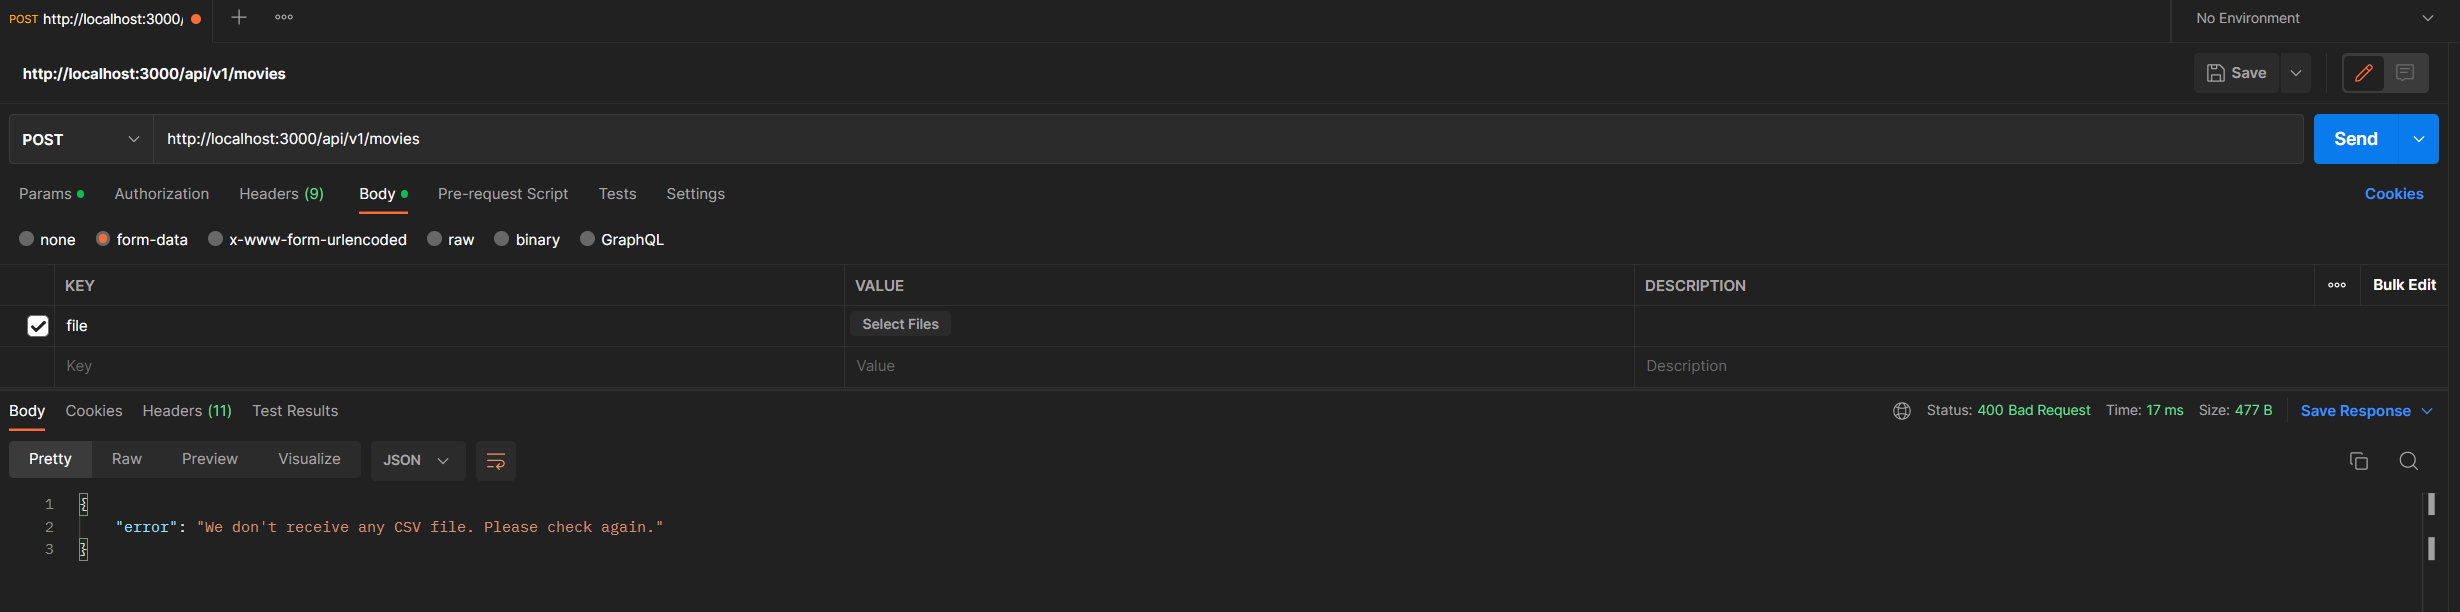 POST http://localhost:3000/
No Environment
http://localhost:3000/api/v1/movies
Save
POST
http://localhost:3000/api/v1/movies
Send
Params Authorization Headers (9) Body Pre-request Script Tests Settings
Cookies
none form-data x-www-form-urlencoded raw binary GraphQL
KEY VALUE DESCRIPTION Bulk Edit
file Select Files
Key Value Description
Body Cookies Headers (11) Test Results
Status: 400 Bad Request Time: 17 ms Size: 477 B Save Response
Pretty Raw Preview Visualize JSON
1 {
2 "error": "We don't receive any CSV file. Please check again."
3 }